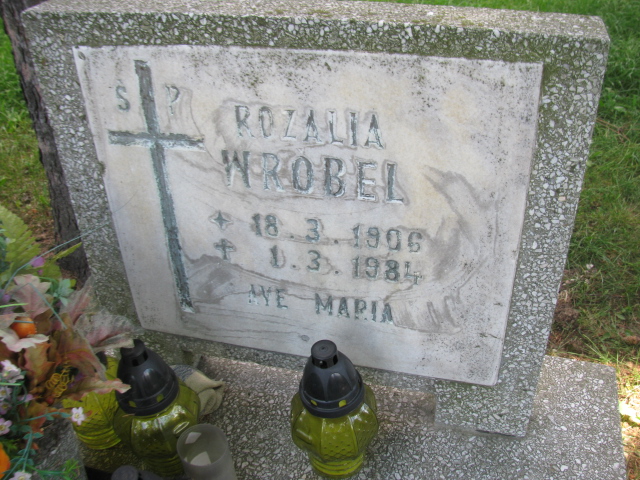 Ś P
ROZALIA
WROBEL
18.3.1906
1.3.1984
AVE MARIA